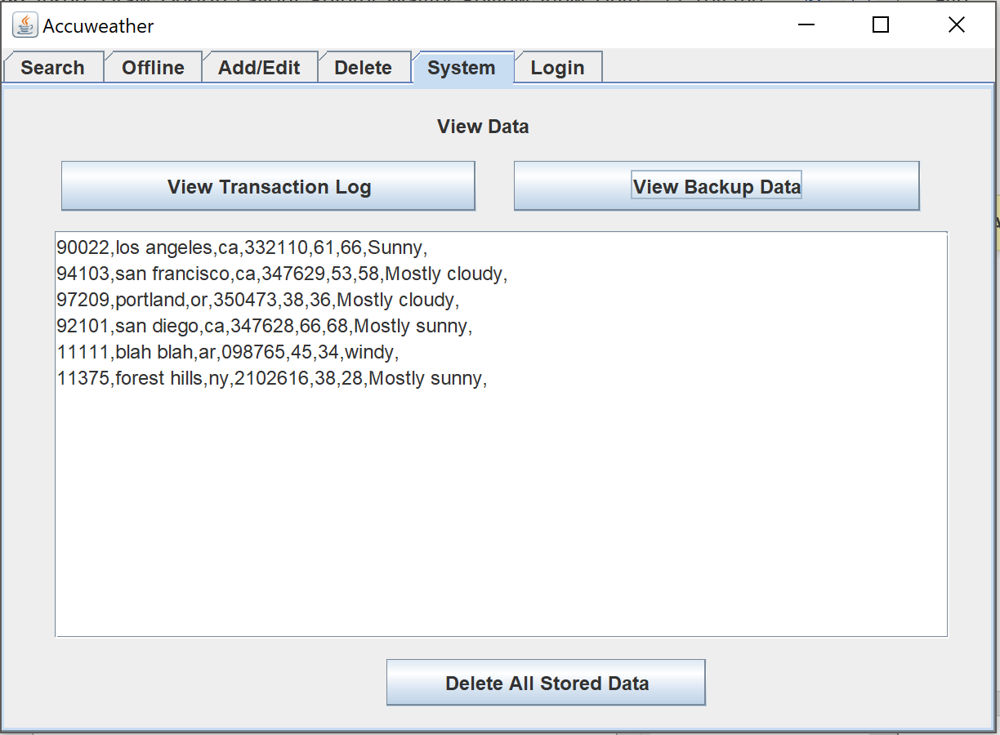 Accuweather
Search Offline Add/Edit Delete System Login
View Data
View Transaction Log View Backup Data
90022,los angeles,ca,332110,61,66,Sunny,
94103,san francisco,ca,347629,53,58,Mostly cloudy,
97209,portland,or,350473,38,36,Mostly cloudy,
92101,san diego,ca,347628,66,68,Mostly sunny,
11111,blah blah,ar,098765,45,34,windy,
11375,forest hills,ny,2102616,38,28,Mostly sunny,
Delete All Stored Data